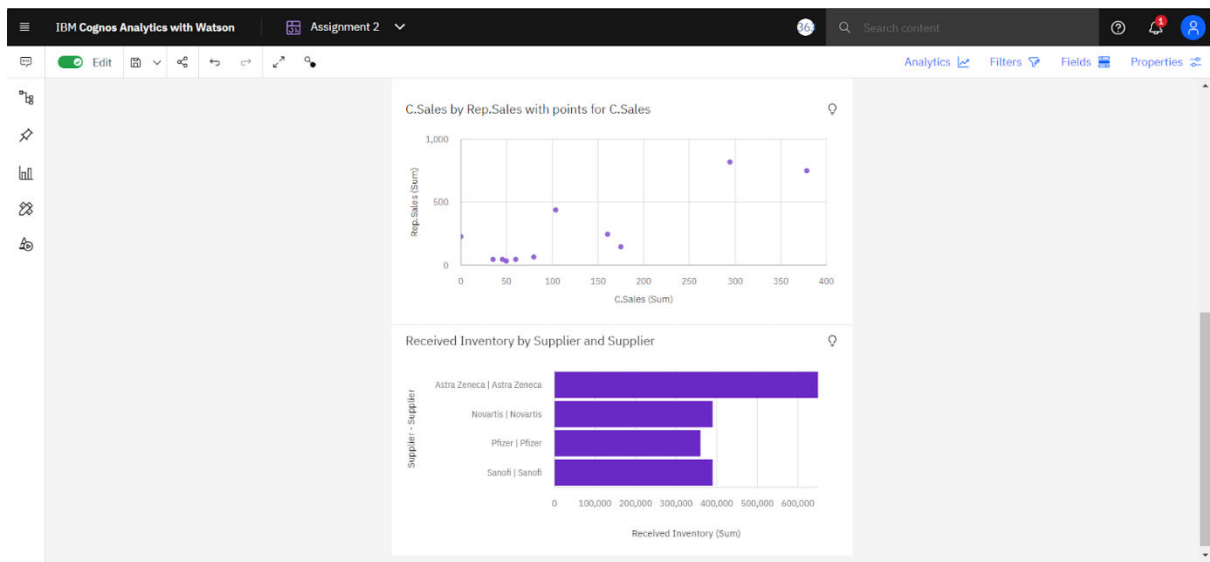 IBM Cognos Analytics with Watson
Assignment 2
Search content
1
Edit
Analytics
Filters
Fields
Properties
C.Sales by Rep.Sales with points for C.Sales
Rep.Sales (Sum)
1,000
500
0
0 50 100 150 200 250 300 350 400
C.Sales (Sum)
Received Inventory by Supplier and Supplier
Supplier - Supplier
Astra Zeneca | Astra Zeneca
Novartis | Novartis
Pfizer | Pfizer
Sanofi | Sanofi
0 100,000 200,000 300,000 400,000 500,000 600,000
Received Inventory (Sum)